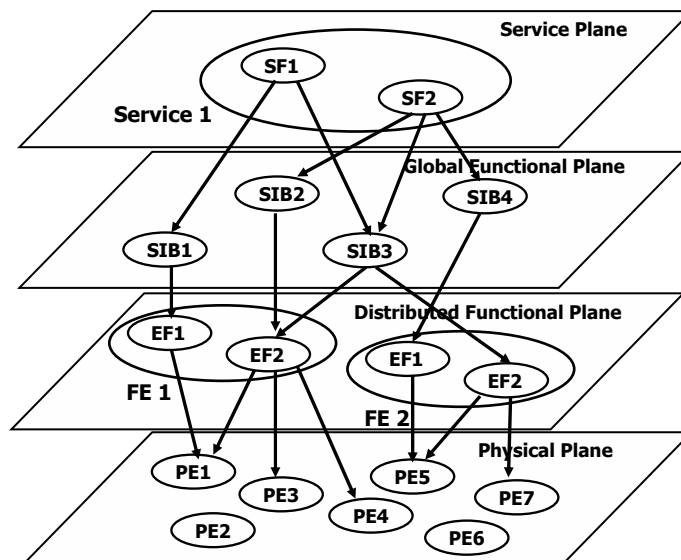 Service Plane
SF1
SF2
Service 1
Global Functional Plane
SIB2
SIB4
SIB1
SIB3
Distributed Functional Plane
EF1
EF2
EF1
EF2
FE 1
FE 2
Physical Plane
PE1
PE5
PE3
PE7
PE4
PE2
PE6